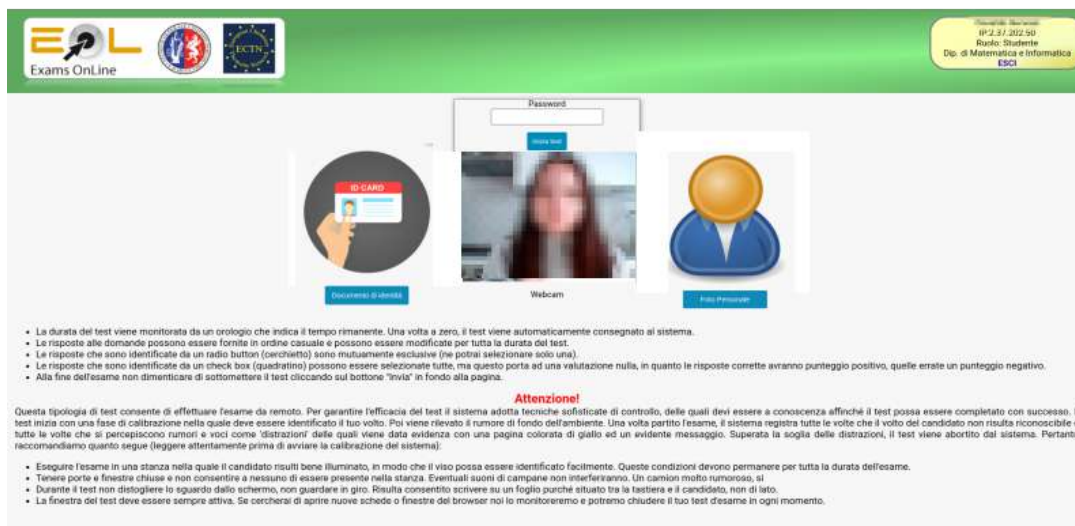 EOL
Exams OnLine
ECTN
IP:2.37.202.50
Ruolo: Studente
Dip. di Matematica e Informatica
ESCI
Password
Inizia test
ID CARD
Documento di identità
Webcam
Foto Personale
La durata del test viene monitorata da un orologio che indica il tempo rimanente. Una volta a zero, il test viene automaticamente consegnato al sistema.
Le risposte alle domande possono essere fornite in ordine casuale e possono essere modificate per tutta la durata del test.
Le risposte che sono identificate da un radio button (cerchietto) sono mutuamente esclusive (ne potrai selezionare solo una).
Le risposte che sono identificate da un check box (quadratino) possono essere selezionate tutte, ma questo porta ad una valutazione nulla, in quanto le risposte corrette avranno punteggio positivo, quelle errate un punteggio negativo.
Alla fine dell'esame non dimenticare di sottomettere il test cliccando sul bottone "Invia" in fondo alla pagina.
Attenzione!
Questa tipologia di test consente di effettuare l'esame da remoto. Per garantire l'efficacia del test il sistema adotta tecniche sofisticate di controllo, delle quali devi essere a conoscenza affinché il test possa essere completato con successo.
test inizia con una fase di calibrazione nella quale deve essere identificato il tuo volto. Poi viene rilevato il rumore di fondo dell'ambiente. Una volta partito l'esame, il sistema registra tutte le volte che il volto del candidato non risulta riconoscibile
tutte le volte che si percepiscono rumori e voci come 'distrazioni' delle quali viene data evidenza con una pagina colorata di giallo ed un evidente messaggio. Superata la soglia delle distrazioni, il test viene abortito dal sistema. Pertant
raccomandiamo quanto segue (leggere attentamente prima di avviare la calibrazione del sistema):
Eseguire l'esame in una stanza nella quale il candidato risulti bene illuminato, in modo che il viso possa essere identificato facilmente. Queste condizioni devono permanere per tutta la durata dell'esame.
Tenere porte e finestre chiuse e non consentire a nessuno di essere presente nella stanza. Eventuali suoni di campane non interferiranno. Un camion molto rumoroso, si
Durante il test non distogliere lo sguardo dallo schermo, non guardare in giro. Risulta consentito scrivere su un foglio purché situato tra la tastiera e il candidato, non di lato.
La finestra del test deve essere sempre attiva. Se cercherai di aprire nuove schede o finestre del browser noi lo monitoreremo e potremo chiudere il tuo test d'esame in ogni momento.